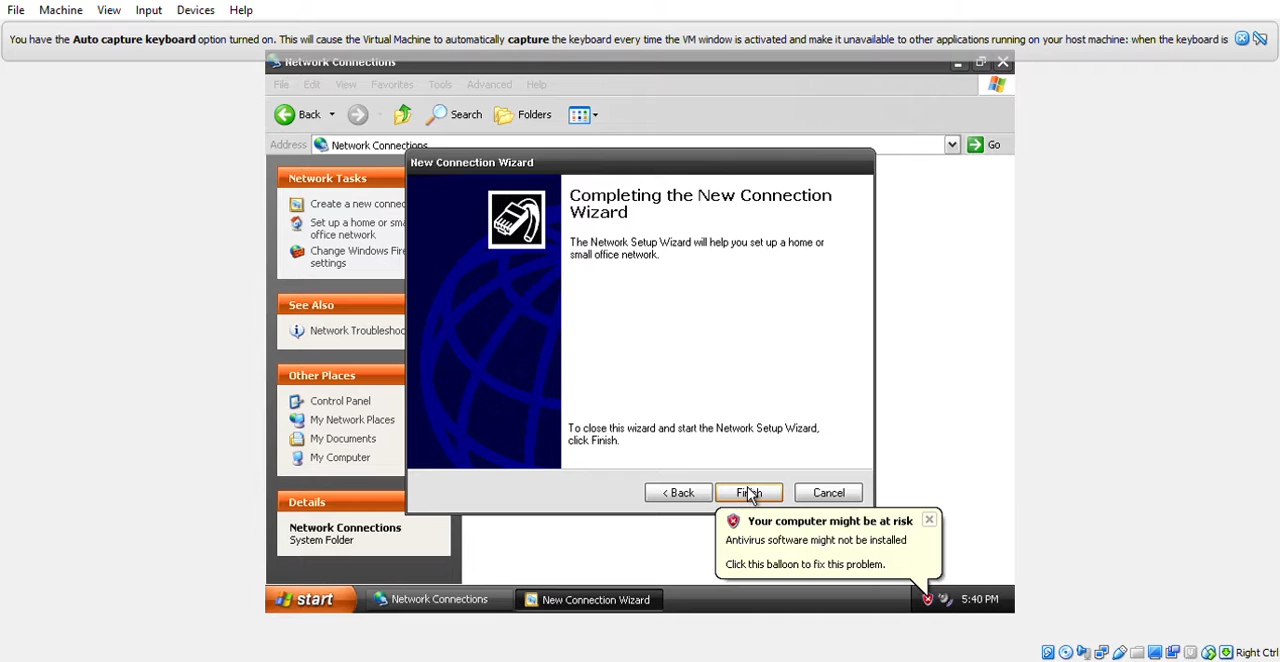 File Machine View Input Devices Help
You have the Auto capture keyboard option turned on. This will cause the Virtual Machine to automatically capture the keyboard every time the VM window is activated and make it unavailable to other applications running on your host machine: when the keyboard is
Network Connections
File Edit View Favorites Tools Advanced Help
Back Search Folders
Address Network Connections Go
New Connection Wizard
Network Tasks
Create a new connec
Set up a home or sma
office network
Change Windows Fire
settings
See Also
Network Troubleshoo
Other Places
Control Panel
My Network Places
My Documents
My Computer
Details
Network Connections
System Folder
Completing the New Connection
Wizard
The Network Setup Wizard will help you set up a home or
small office network.
To close this wizard and start the Network Setup Wizard,
click Finish.
< Back Finish Cancel
Your computer might be at risk
Antivirus software might not be installed
Click this balloon to fix this problem.
start Network Connections New Connection Wizard 5:40 PM
Right Ctrl